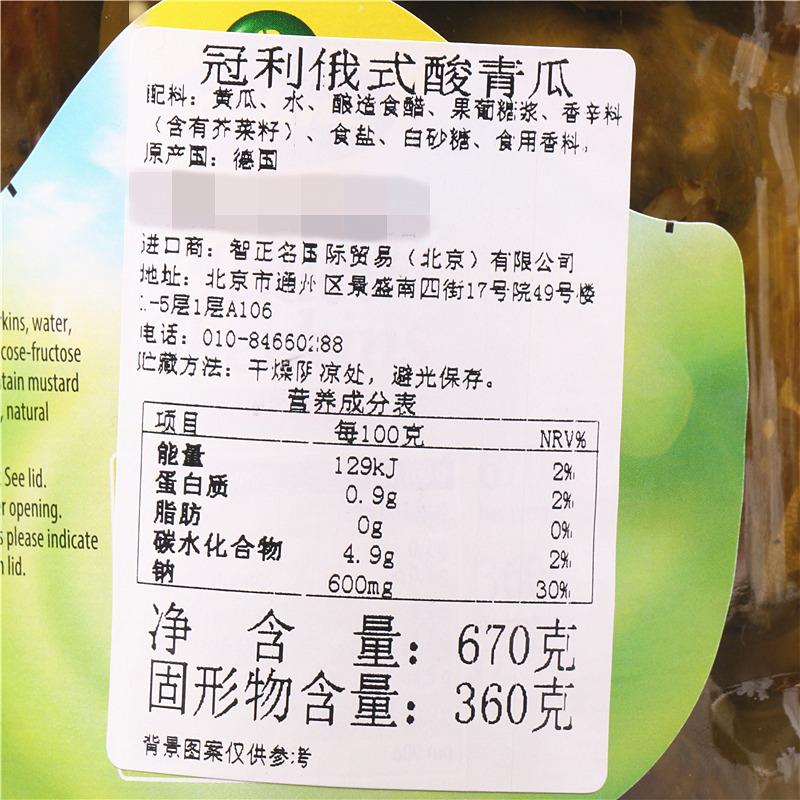 冠利俄式酸青瓜
配料：黄瓜、水、酿造食醋、果葡糖浆、香辛料
（含有芥菜籽）、食盐、白砂糖、食用香料。
原产国：德国
进口商：智正名国际贸易（北京）有限公司
地址：北京市通州区景盛南四街17号院49号楼
-5层1层A106
电话：010-84660288
贮藏方法：干燥阴凉处，避光保存。
营养成分表
项目 每100克 NRV%
能量 129kJ 2%
蛋白质 0.9g 2%
脂肪 0g 0%
碳水化合物 4.9g 2%
钠 600mg 30%
净含量：670克
固形物含量：360克
背景图案仅供参考
rkins, water,
cose-fructose
tain mustard
, natural
See lid.
r opening.
s please indicate
n lid.